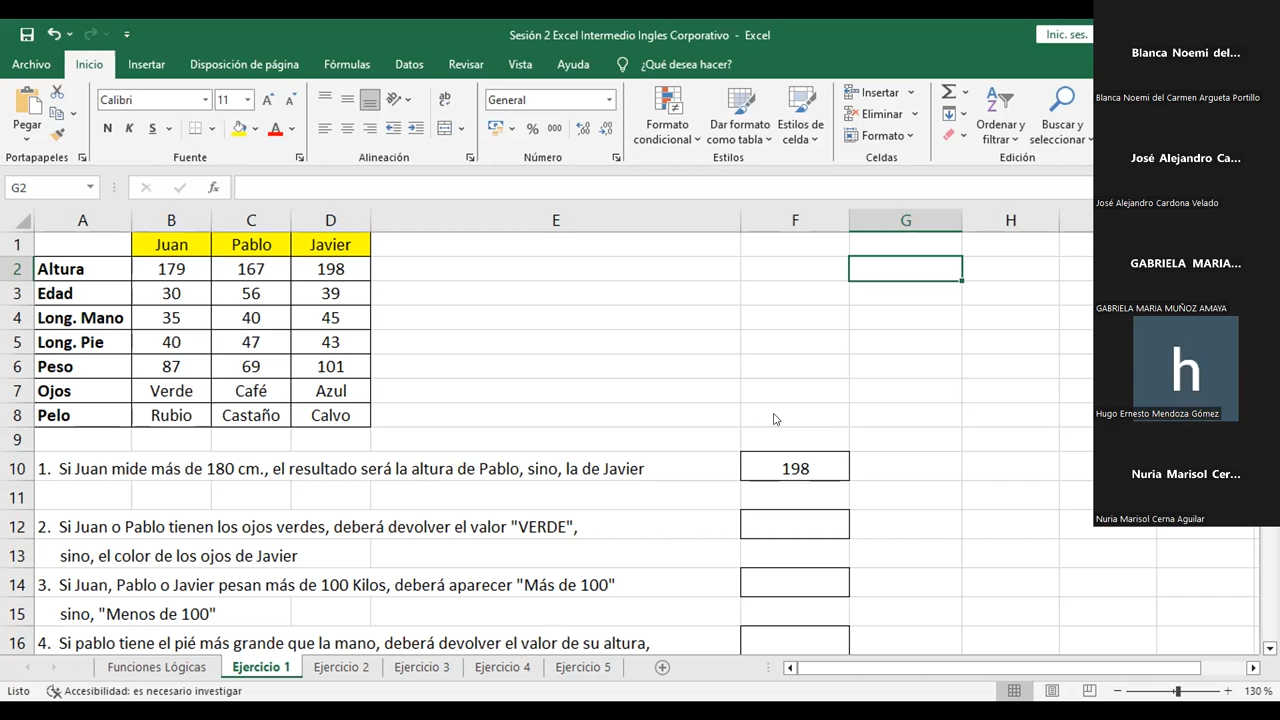 Sesión 2 Excel Intermedio Ingles Corporativo - Excel
Inic. ses.
Archivo Inicio Insertar Disposición de página Fórmulas Datos Revisar Vista Ayuda ¿Qué desea hacer?
Pegar
Calibri 11
N K S
General
% 000
Formato condicional
Dar formato como tabla
Estilos de celda
Insertar
Eliminar
Formato
Ordenar y filtrar
Buscar y seleccionar
Portapapeles Fuente Alineación Número Estilos Celdas Edición
G2 fx
A B C D E F G H
1 Juan Pablo Javier
2 Altura 179 167 198
3 Edad 30 56 39
4 Long. Mano 35 40 45
5 Long. Pie 40 47 43
6 Peso 87 69 101
7 Ojos Verde Café Azul
8 Pelo Rubio Castaño Calvo
9
10 1. Si Juan mide más de 180 cm., el resultado será la altura de Pablo, sino, la de Javier 198
11
12 2. Si Juan o Pablo tienen los ojos verdes, deberá devolver el valor "VERDE",
13 sino, el color de los ojos de Javier
14 3. Si Juan, Pablo o Javier pesan más de 100 Kilos, deberá aparecer "Más de 100"
15 sino, "Menos de 100"
16 4. Si pablo tiene el pié más grande que la mano, deberá devolver el valor de su altura,
Funciones Lógicas Ejercicio 1 Ejercicio 2 Ejercicio 3 Ejercicio 4 Ejercicio 5
Listo Accesibilidad: es necesario investigar 130 %
Blanca Noemi del...
Blanca Noemi del Carmen Argueta Portillo
José Alejandro Ca...
José Alejandro Cardona Velado
GABRIELA MARIA...
GABRIELA MARIA MUÑOZ AMAYA
h
Hugo Ernesto Mendoza Gómez
Nuria Marisol Cer...
Nuria Marisol Cerna Aguilar